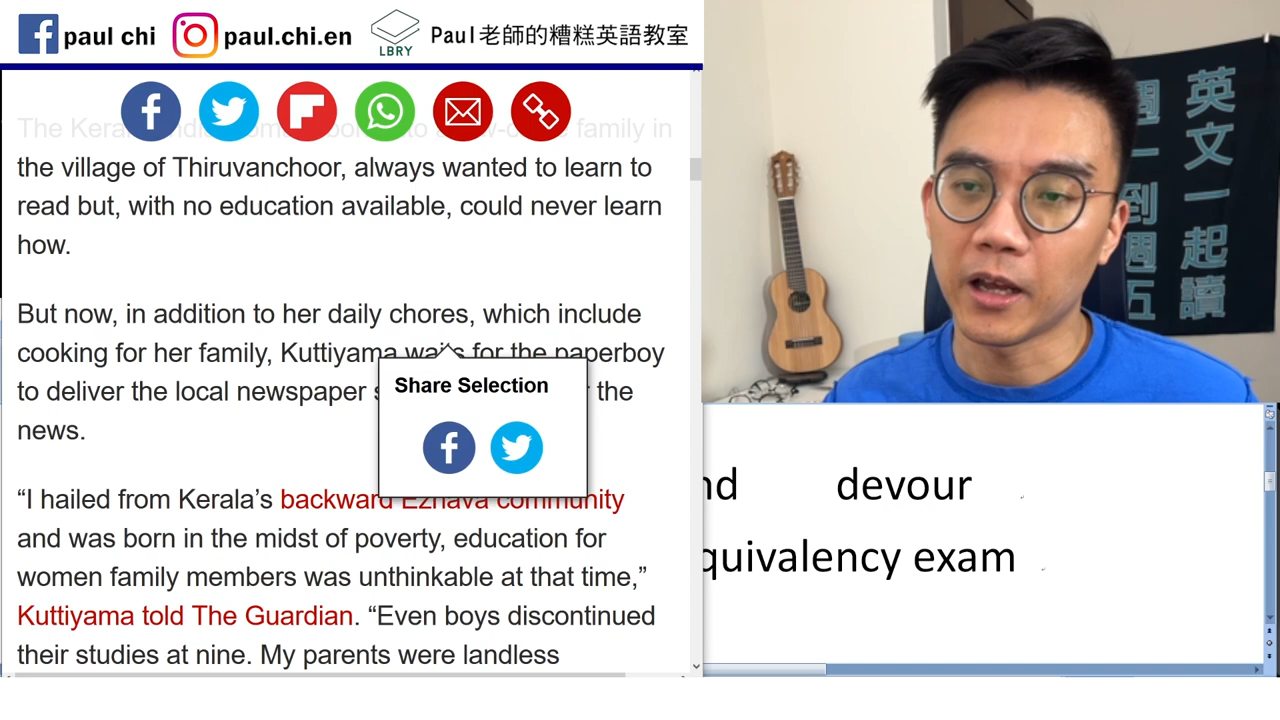 paul chi
paul.chi.en
LBRY
Paul老師的糟糕英語教室
family in
the village of Thiruvanchoor, always wanted to learn to
read but, with no education available, could never learn
how.
But now, in addition to her daily chores, which include
cooking for her family, Kuttiyama waits for the paperboy
to deliver the local newspaper the
news.
Share Selection
“I hailed from Kerala’s backward Ezhava community
and was born in the midst of poverty, education for
women family members was unthinkable at that time,”
Kuttiyama told The Guardian. “Even boys discontinued
their studies at nine. My parents were landless
英文一起讀
週一到週五
devour
quivalency exam